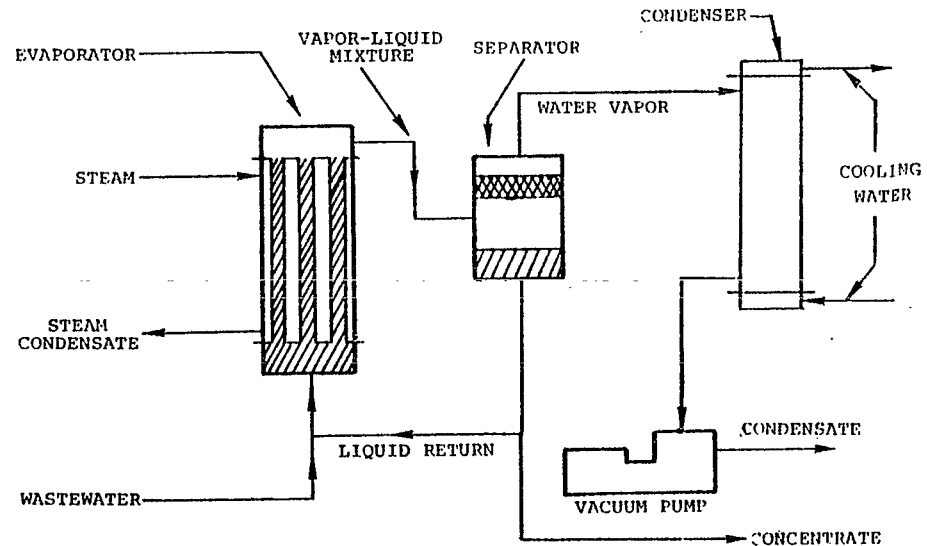 CONDENSER
EVAPORATOR
VAPOR-LIQUID
MIXTURE
SEPARATOR
WATER VAPOR
STEAM
COOLING
WATER
STEAM
CONDENSATE
LIQUID RETURN
CONDENSATE
WASTEWATER
VACUUM PUMP
CONCENTRATE